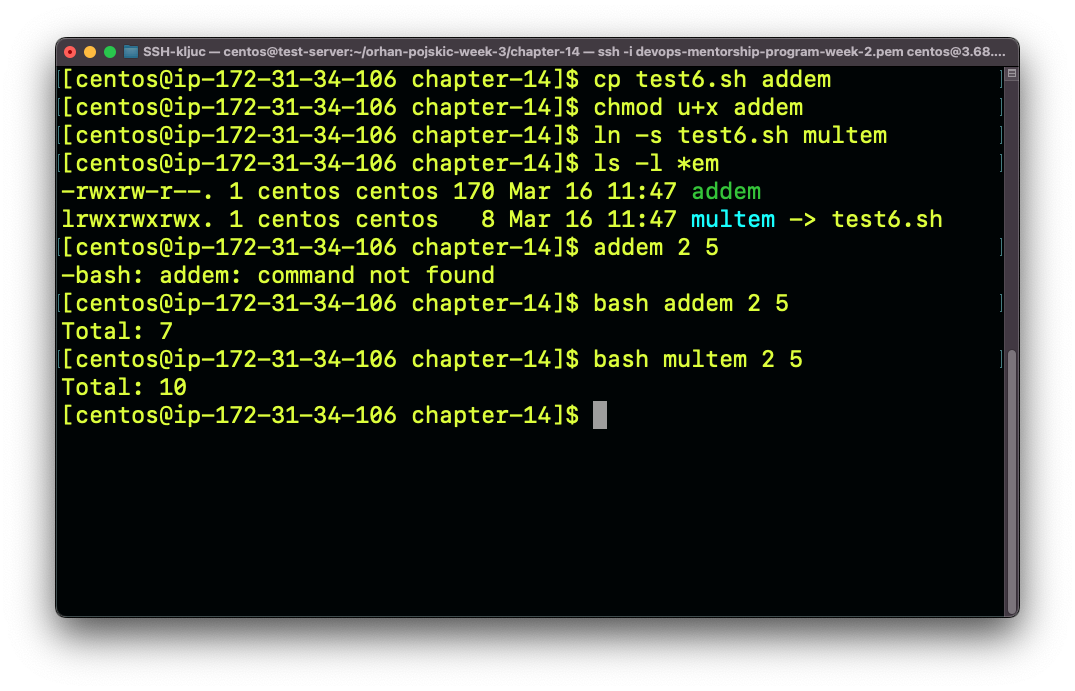 SSH-kljuc — centos@test-server:~/orhan-pojskic-week-3/chapter-14 — ssh -i devops-mentorship-program-week-2.pem centos@3.68....
[centos@ip-172-31-34-106 chapter-14]$ cp test6.sh addem
[centos@ip-172-31-34-106 chapter-14]$ chmod u+x addem
[centos@ip-172-31-34-106 chapter-14]$ ln -s test6.sh multem
[centos@ip-172-31-34-106 chapter-14]$ ls -l *em
-rwxrw-r--. 1 centos centos 170 Mar 16 11:47 addem
lrwxrwxrwx. 1 centos centos   8 Mar 16 11:47 multem -> test6.sh
[centos@ip-172-31-34-106 chapter-14]$ addem 2 5
-bash: addem: command not found
[centos@ip-172-31-34-106 chapter-14]$ bash addem 2 5
Total: 7
[centos@ip-172-31-34-106 chapter-14]$ bash multem 2 5
Total: 10
[centos@ip-172-31-34-106 chapter-14]$